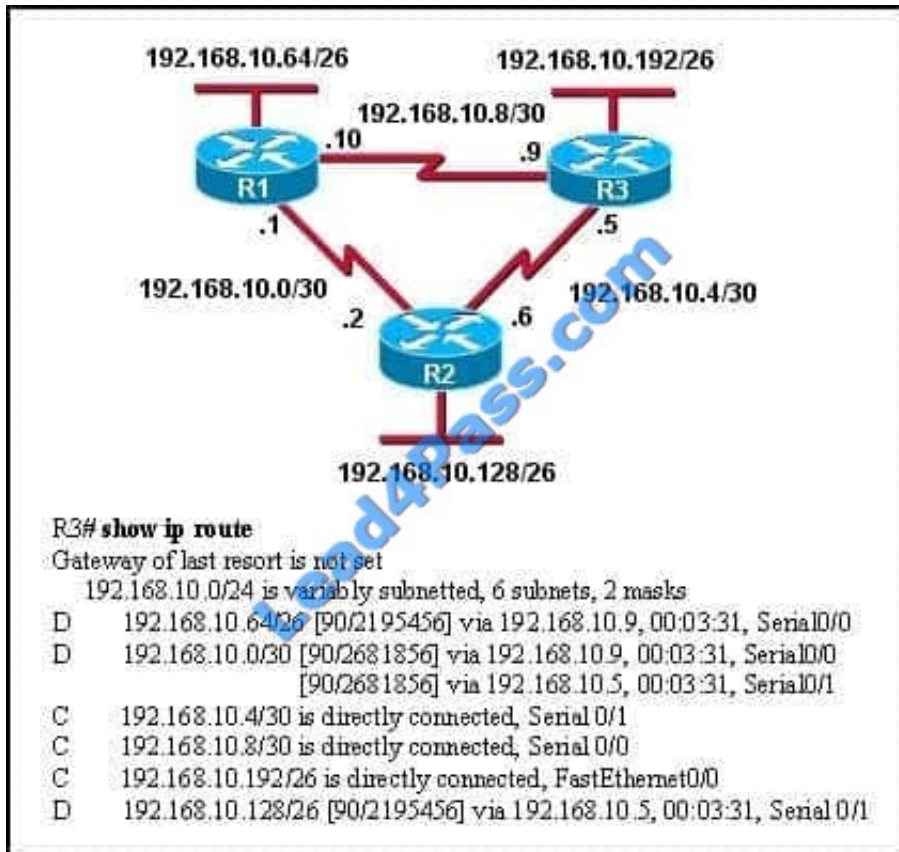 192.168.10.64/26
192.168.10.192/26
192.168.10.8/30
.10
.9
R1
R3
.1
.5
192.168.10.0/30
192.168.10.4/30
.2
.6
R2
192.168.10.128/26
Lead4Pass.com
R3# show ip route
Gateway of last resort is not set
192.168.10.0/24 is variably subnetted, 6 subnets, 2 masks
D 192.168.10.64/26 [90/2195456] via 192.168.10.9, 00:03:31, Serial0/0
D 192.168.10.0/30 [90/2681856] via 192.168.10.9, 00:03:31, Serial0/0
[90/2681856] via 192.168.10.5, 00:03:31, Serial0/1
C 192.168.10.4/30 is directly connected, Serial 0/1
C 192.168.10.8/30 is directly connected, Serial 0/0
C 192.168.10.192/26 is directly connected, FastEthernet0/0
D 192.168.10.128/26 [90/2195456] via 192.168.10.5, 00:03:31, Serial 0/1